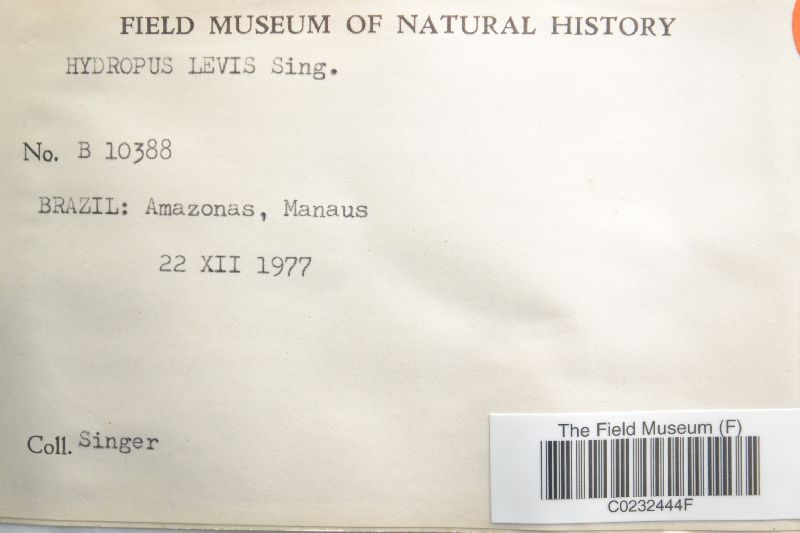 FIELD MUSEUM OF NATURAL HISTORY
HYDROPUS LEVIS Sing.
No. B 10388
BRAZIL: Amazonas, Manaus
22 XII 1977
Coll. Singer
The Field Museum (F)
C0232444F